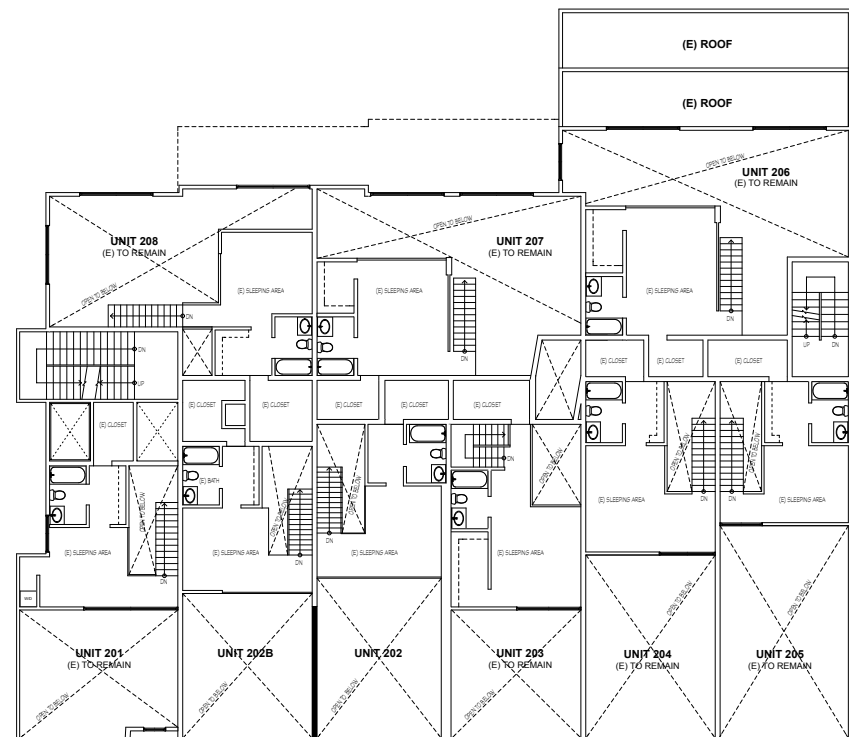 (E) ROOF
(E) ROOF
OPEN TO BELOW
UNIT 206
(E) TO REMAIN
UNIT 208
(E) TO REMAIN
OPEN TO BELOW
UNIT 207
(E) TO REMAIN
OPEN TO BELOW
(E) SLEEPING AREA
(E) SLEEPING AREA
(E) SLEEPING AREA
DN
DN
UP
DN
DN
UP
DN
(E) CLOSET
(E) CLOSET
(E) CLOSET
(E) CLOSET
(E) CLOSET
(E) CLOSET
(E) CLOSET
(E) CLOSET
(E) CLOSET
DN
OPEN TO BELOW
OPEN TO BELOW
OPEN TO BELOW
OPEN TO BELOW
OPEN TO BELOW
OPEN TO BELOW
(E) BATH
DN
DN
(E) SLEEPING AREA
(E) SLEEPING AREA
(E) SLEEPING AREA
(E) SLEEPING AREA
(E) SLEEPING AREA
(E) SLEEPING AREA
DN
DN
DN
W/D
OPEN TO BELOW
OPEN TO BELOW
UNIT 201
(E) TO REMAIN
UNIT 202B
UNIT 202
UNIT 203
(E) TO REMAIN
UNIT 204
(E) TO REMAIN
UNIT 205
(E) TO REMAIN
OPEN TO BELOW
OPEN TO BELOW
OPEN TO BELOW
OPEN TO BELOW